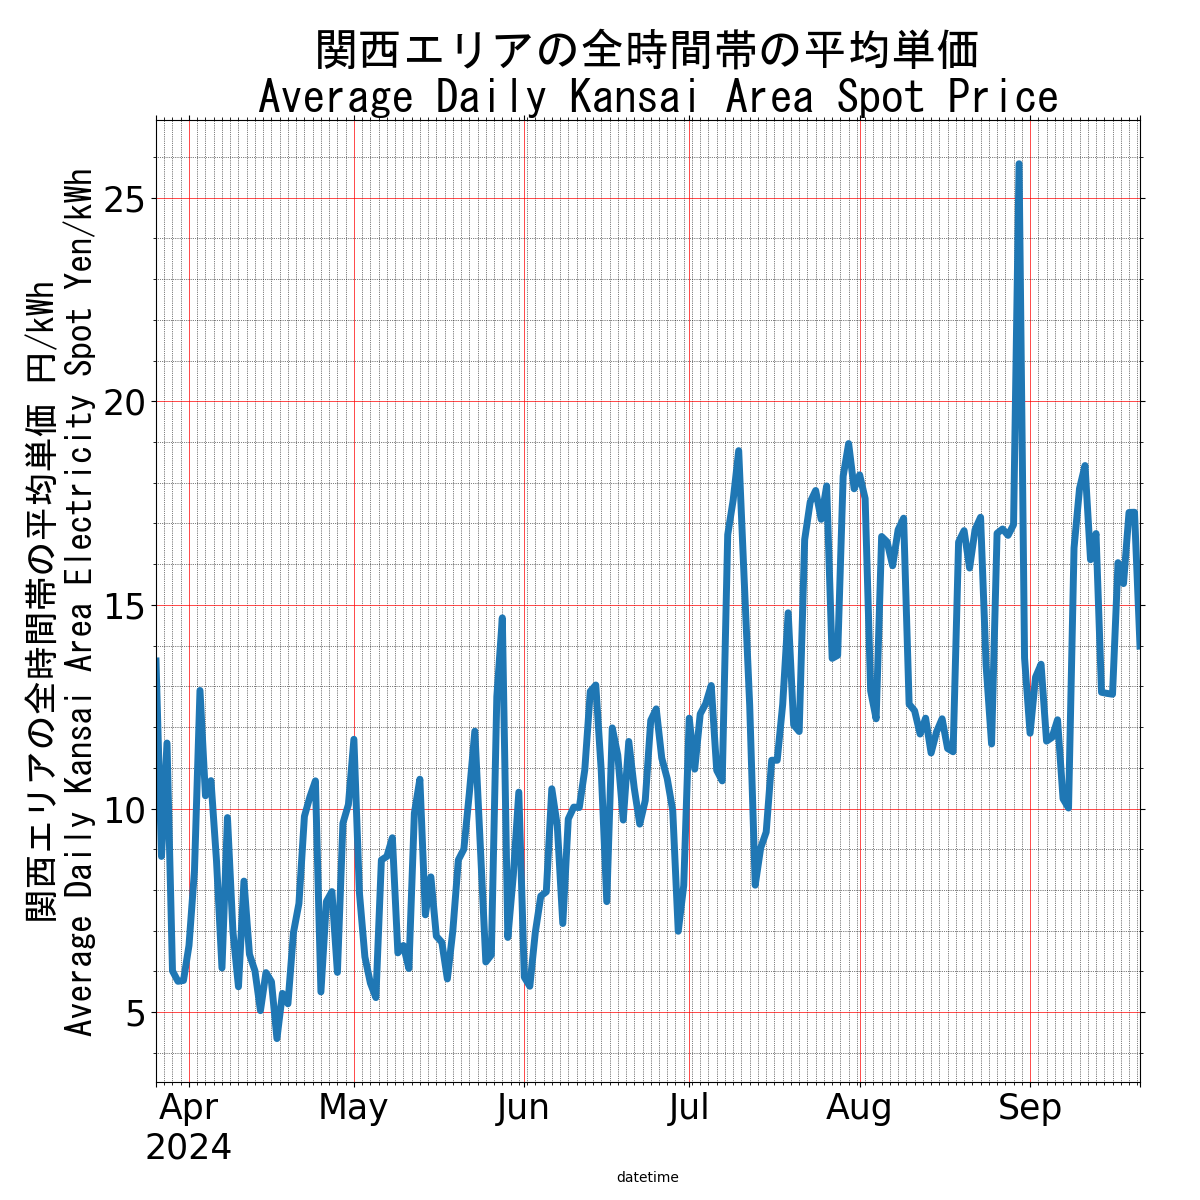 関西エリアの全時間帯の平均単価
Average Daily Kansai Area Spot Price
関西エリアの全時間帯の平均単価 円/kWh
Average Daily Kansai Area Electricity Spot Yen/kWh
25
20
15
10
5
Apr May Jun Jul Aug Sep
2024
datetime